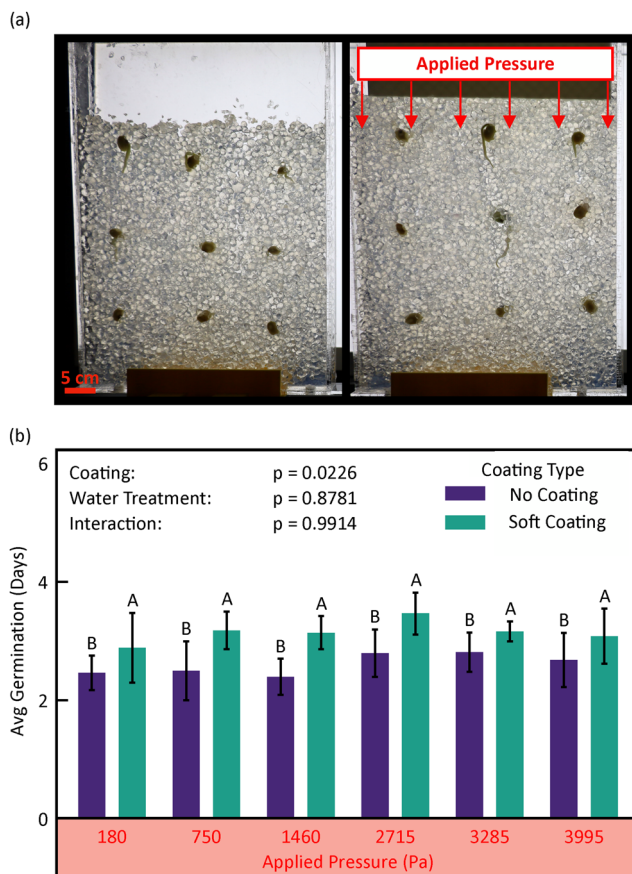 (a)
Applied Pressure
5 cm
(b)
Coating: p = 0.0226
Water Treatment: p = 0.8781
Interaction: p = 0.9914
Coating Type
No Coating
Soft Coating
Avg Germination (Days)
6
4
2
0
B A B A B A B A B A B A
180 750 1460 2715 3285 3995
Applied Pressure (Pa)